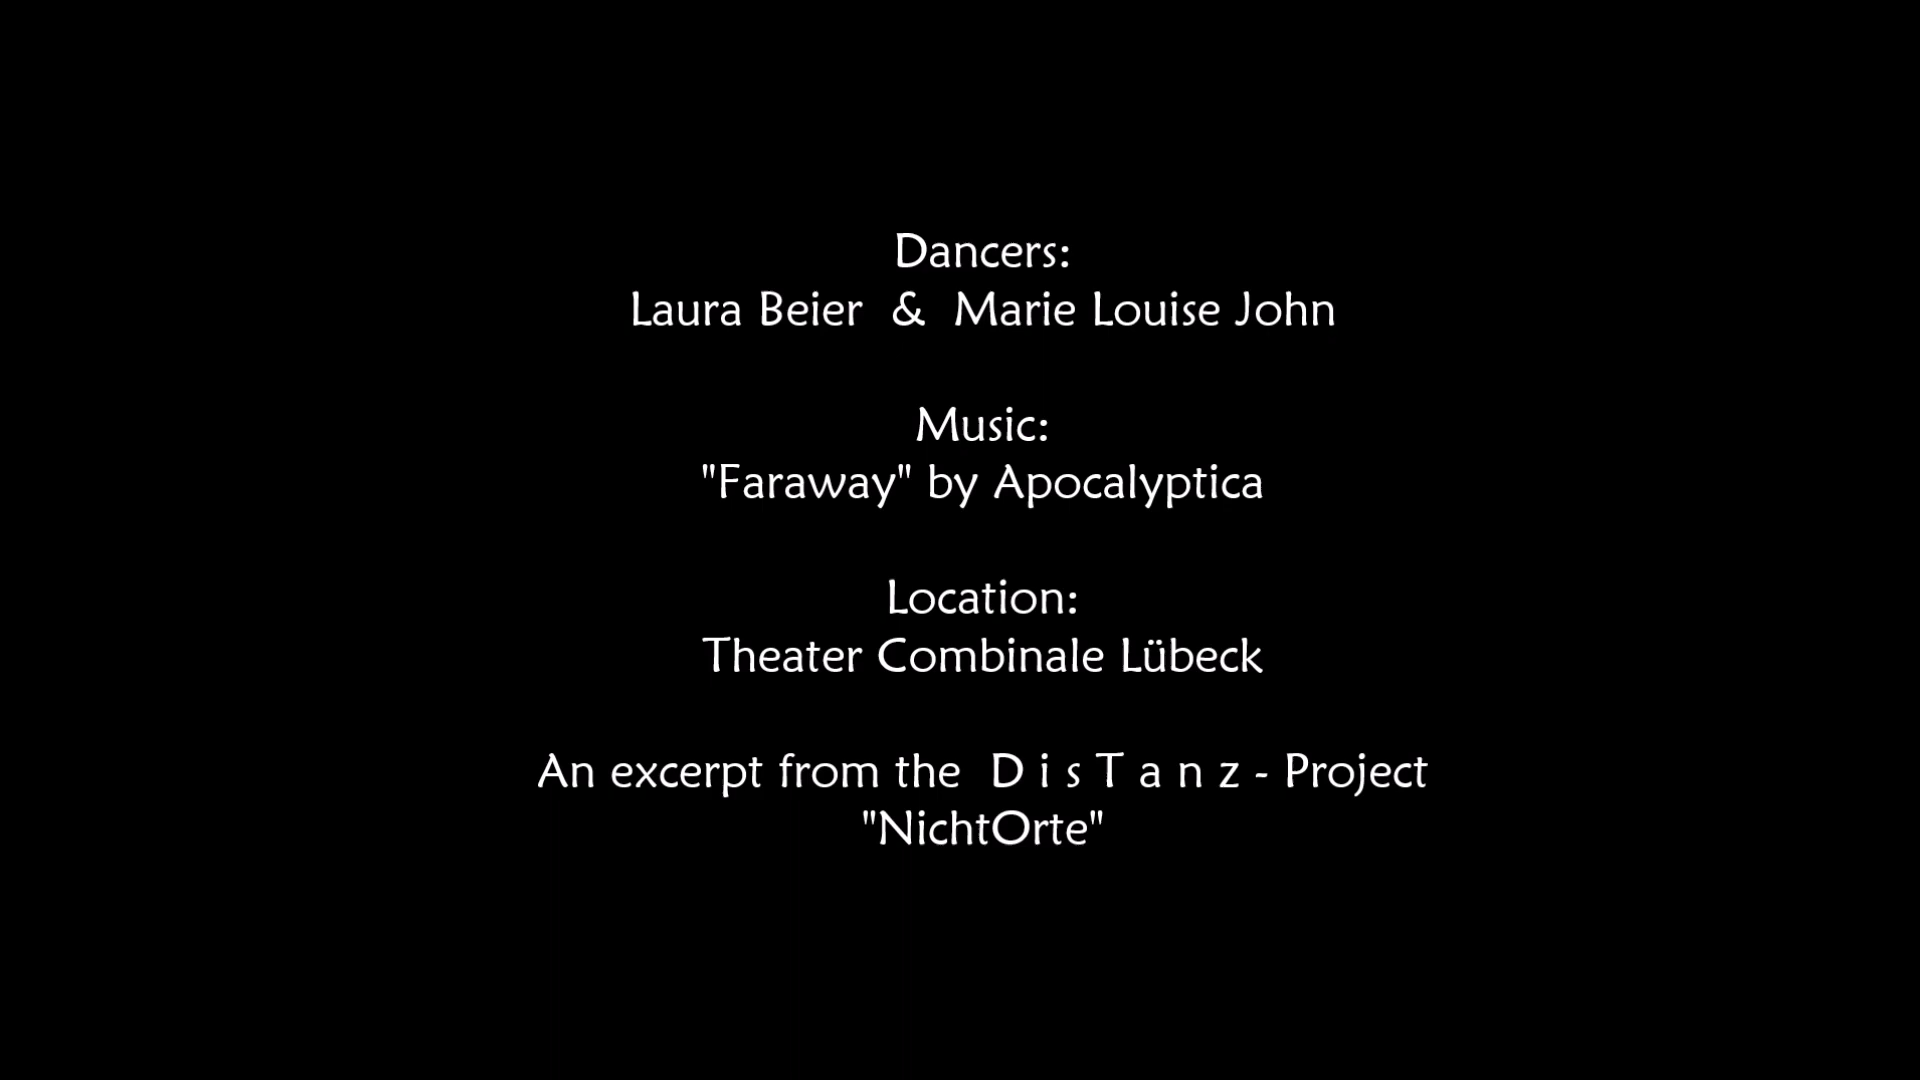 Dancers:
Laura Beier & Marie Louise John
Music:
"Faraway" by Apocalyptica
Location:
Theater Combinale Lübeck
An excerpt from the D i s T a n z - Project
"NichtOrte"